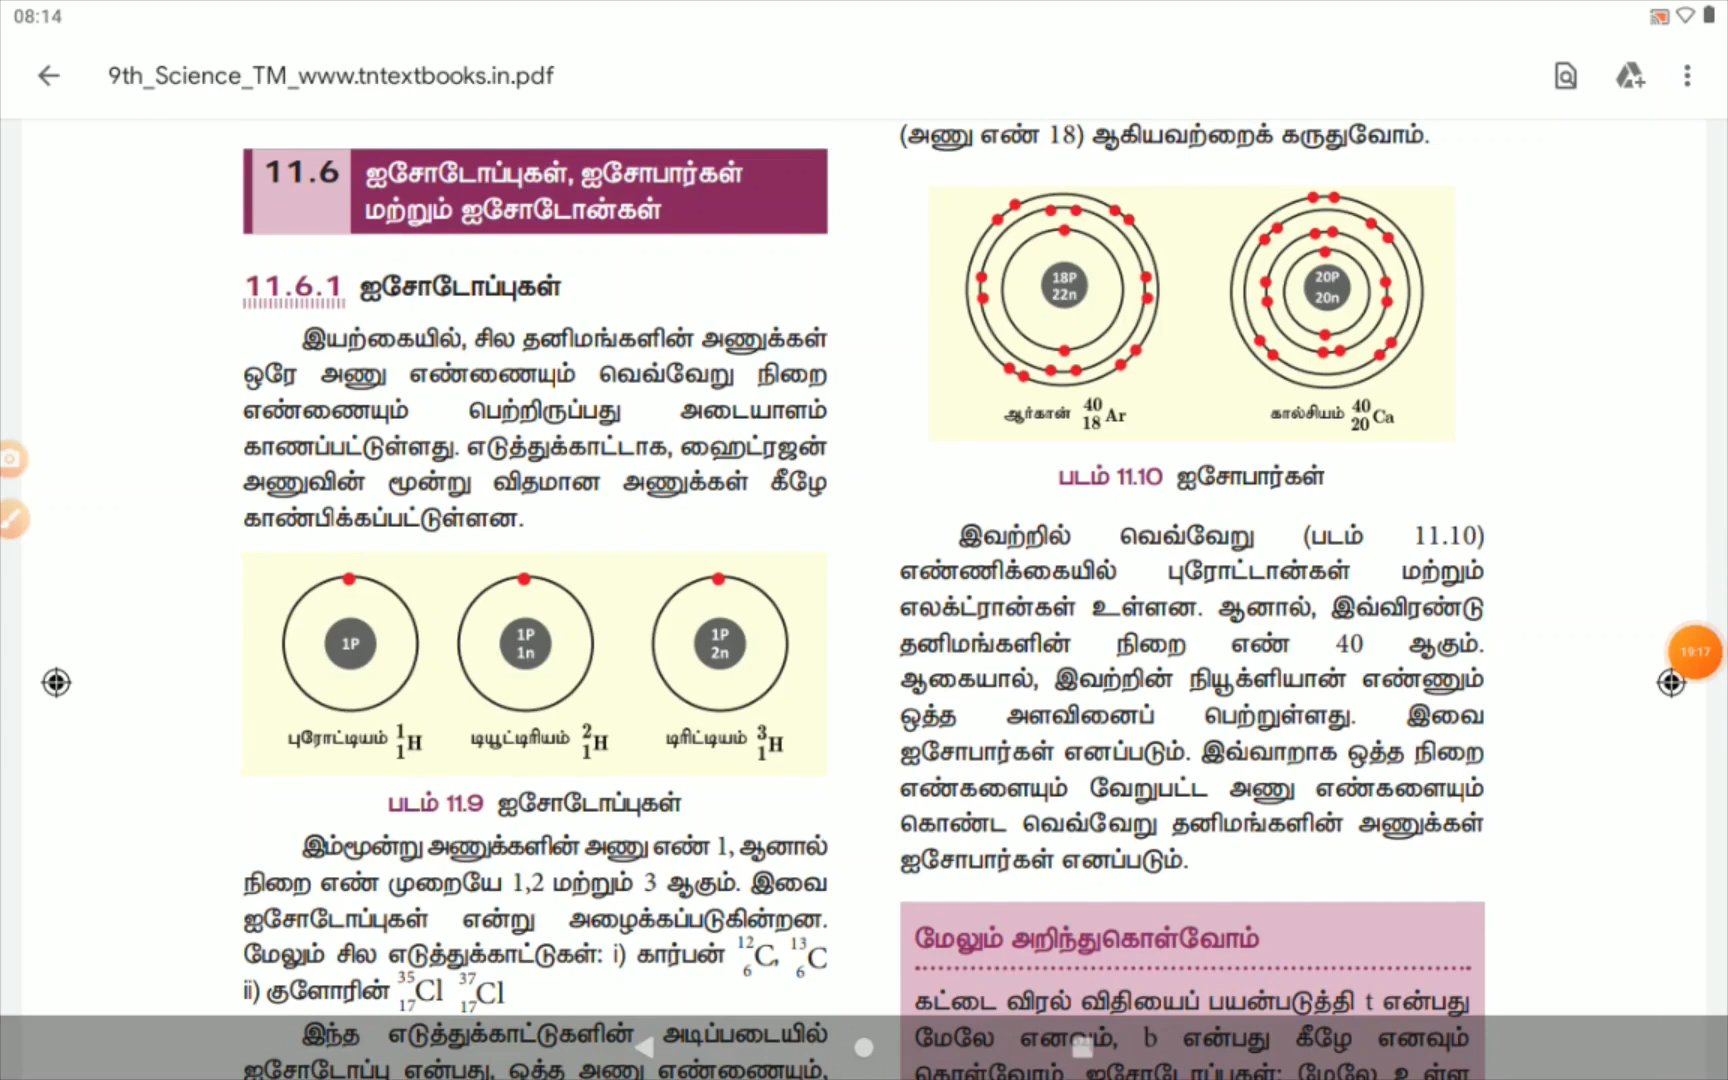 08:14
9th_Science_TM_www.tntextbooks.in.pdf
11.6 ஐசோடோப்புகள், ஐசோபார்கள்
மற்றும் ஐசோடோன்கள்
11.6.1 ஐசோடோப்புகள்
இயற்கையில், சில தனிமங்களின் அணுக்கள்
ஒரே அணு எண்ணையும் வெவ்வேறு நிறை
எண்ணையும் பெற்றிருப்பது அடையாளம்
காணப்பட்டுள்ளது. எடுத்துக்காட்டாக, ஹைட்ரஜன்
அணுவின் மூன்று விதமான அணுக்கள் கீழே
காண்பிக்கப்பட்டுள்ளன.
1P
1P
1n
1P
2n
புரோட்டியம் ¹₁H
டியூட்டிரியம் ²₁H
டிரிட்டியம் ³₁H
படம் 11.9 ஐசோடோப்புகள்
இம்மூன்று அணுக்களின் அணு எண் 1, ஆனால்
நிறை எண் முறையே 1,2 மற்றும் 3 ஆகும். இவை
ஐசோடோப்புகள் என்று அழைக்கப்படுகின்றன.
மேலும் சில எடுத்துக்காட்டுகள்: i) கார்பன் ¹²₆C, ¹³₆C
ii) குளோரின் ³⁵₁₇Cl ³⁷₁₇Cl
இந்த எடுத்துக்காட்டுகளின் அடிப்படையில்
ஐசோடோப்பு என்பது, ஒத்த அணு எண்ணையும்,
(அணு எண் 18) ஆகியவற்றைக் கருதுவோம்.
18P
22n
20P
20n
ஆர்கான் ⁴⁰₁₈Ar
கால்சியம் ⁴⁰₂₀Ca
படம் 11.10 ஐசோபார்கள்
இவற்றில் வெவ்வேறு (படம் 11.10)
எண்ணிக்கையில் புரோட்டான்கள் மற்றும்
எலக்ட்ரான்கள் உள்ளன. ஆனால், இவ்விரண்டு
தனிமங்களின் நிறை எண் 40 ஆகும்.
ஆகையால், இவற்றின் நியூக்ளியான் எண்ணும்
ஒத்த அளவினைப் பெற்றுள்ளது. இவை
ஐசோபார்கள் எனப்படும். இவ்வாறாக ஒத்த நிறை
எண்களையும் வேறுபட்ட அணு எண்களையும்
கொண்ட வெவ்வேறு தனிமங்களின் அணுக்கள்
ஐசோபார்கள் எனப்படும்.
மேலும் அறிந்துகொள்வோம்
கட்டை விரல் விதியைப் பயன்படுத்தி t என்பது
மேலே எனவும், b என்பது கீழே எனவும்
கொள்வோம். ஐசோடோப்புகள்: மேலே உள்ள
19:17